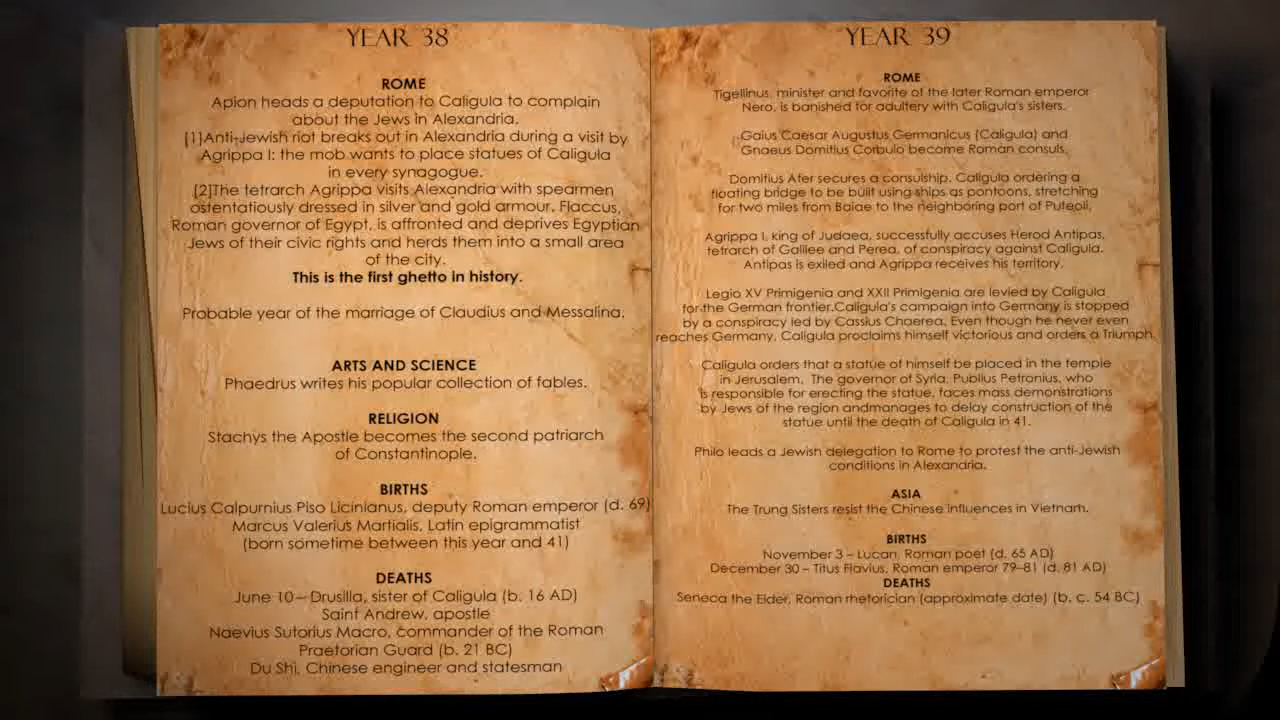 YEAR 38
ROME
Apion heads a deputation to Caligula to complain
about the Jews in Alexandria.
[1]Anti-Jewish riot breaks out in Alexandria during a visit by
Agrippa I: the mob wants to place statues of Caligula
in every synagogue.
[2]The tetrarch Agrippa visits Alexandria with spearmen
ostentatiously dressed in silver and gold armour. Flaccus,
Roman governor of Egypt, is affronted and deprives Egyptian
Jews of their civic rights and herds them into a small area
of the city.
This is the first ghetto in history.
Probable year of the marriage of Claudius and Messalina.
ARTS AND SCIENCE
Phaedrus writes his popular collection of fables.
RELIGION
Stachys the Apostle becomes the second patriarch
of Constantinople.
BIRTHS
Lucius Calpurnius Piso Licinianus, deputy Roman emperor (d. 69)
Marcus Valerius Martialis, Latin epigrammatist
(born sometime between this year and 41)
DEATHS
June 10 – Drusilla, sister of Caligula (b. 16 AD)
Saint Andrew, apostle
Naevius Sutorius Macro, commander of the Roman
Praetorian Guard (b. 21 BC)
Du Shi, Chinese engineer and statesman
YEAR 39
ROME
Tigellinus, minister and favorite of the later Roman emperor
Nero, is banished for adultery with Caligula's sisters.
Gaius Caesar Augustus Germanicus (Caligula) and
Gnaeus Domitius Corbulo become Roman consuls.
Domitius Afer secures a consulship. Caligula ordering a
floating bridge to be built using ships as pontoons, stretching
for two miles from Baiae to the neighboring port of Puteoli.
Agrippa I, king of Judaea, successfully accuses Herod Antipas,
tetrarch of Galilee and Perea, of conspiracy against Caligula.
Antipas is exiled and Agrippa receives his territory.
Legio XV Primigenia and XXII Primigenia are levied by Caligula
for the German frontier.Caligula's campaign into Germany is stopped
by a conspiracy led by Cassius Chaerea. Even though he never even
reaches Germany, Caligula proclaims himself victorious and orders a Triumph.
Caligula orders that a statue of himself be placed in the temple
in Jerusalem. The governor of Syria, Publius Petronius, who
is responsible for erecting the statue, faces mass demonstrations
by Jews of the region andmanages to delay construction of the
statue until the death of Caligula in 41.
Philo leads a Jewish delegation to Rome to protest the anti-Jewish
conditions in Alexandria.
ASIA
The Trung Sisters resist the Chinese influences in Vietnam.
BIRTHS
November 3 – Lucan, Roman poet (d. 65 AD)
December 30 – Titus Flavius, Roman emperor 79–81 (d. 81 AD)
DEATHS
Seneca the Elder, Roman rhetorician (approximate date) (b. c. 54 BC)